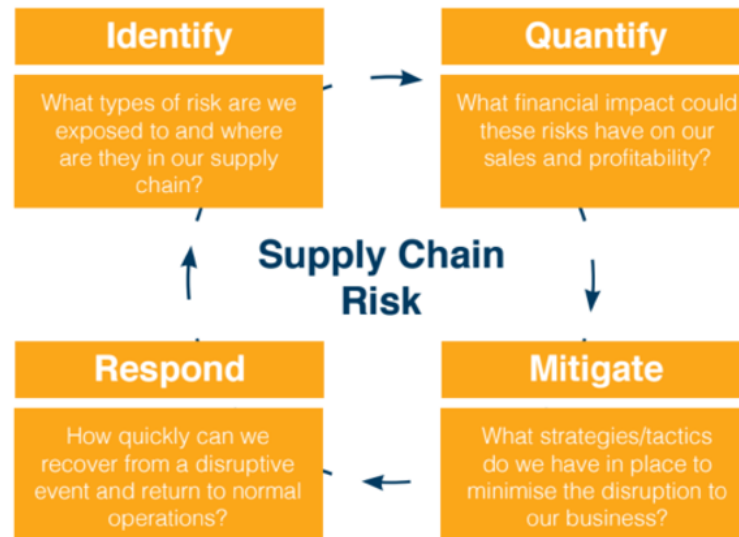 Identify
What types of risk are we
exposed to and where
are they in our supply
chain?
Quantify
What financial impact could
these risks have on our
sales and profitability?
Supply Chain
Risk
Respond
How quickly can we
recover from a disruptive
event and return to normal
operations?
Mitigate
What strategies/tactics
do we have in place to
minimise the disruption to
our business?